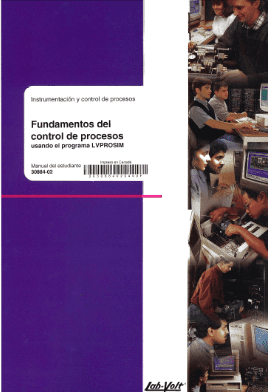 Instrumentación y control de procesos
Fundamentos del
control de procesos
usando el programa LVPROSIM
Manual del estudiante
30884-02
Impreso en Canadá
Lab-Volt